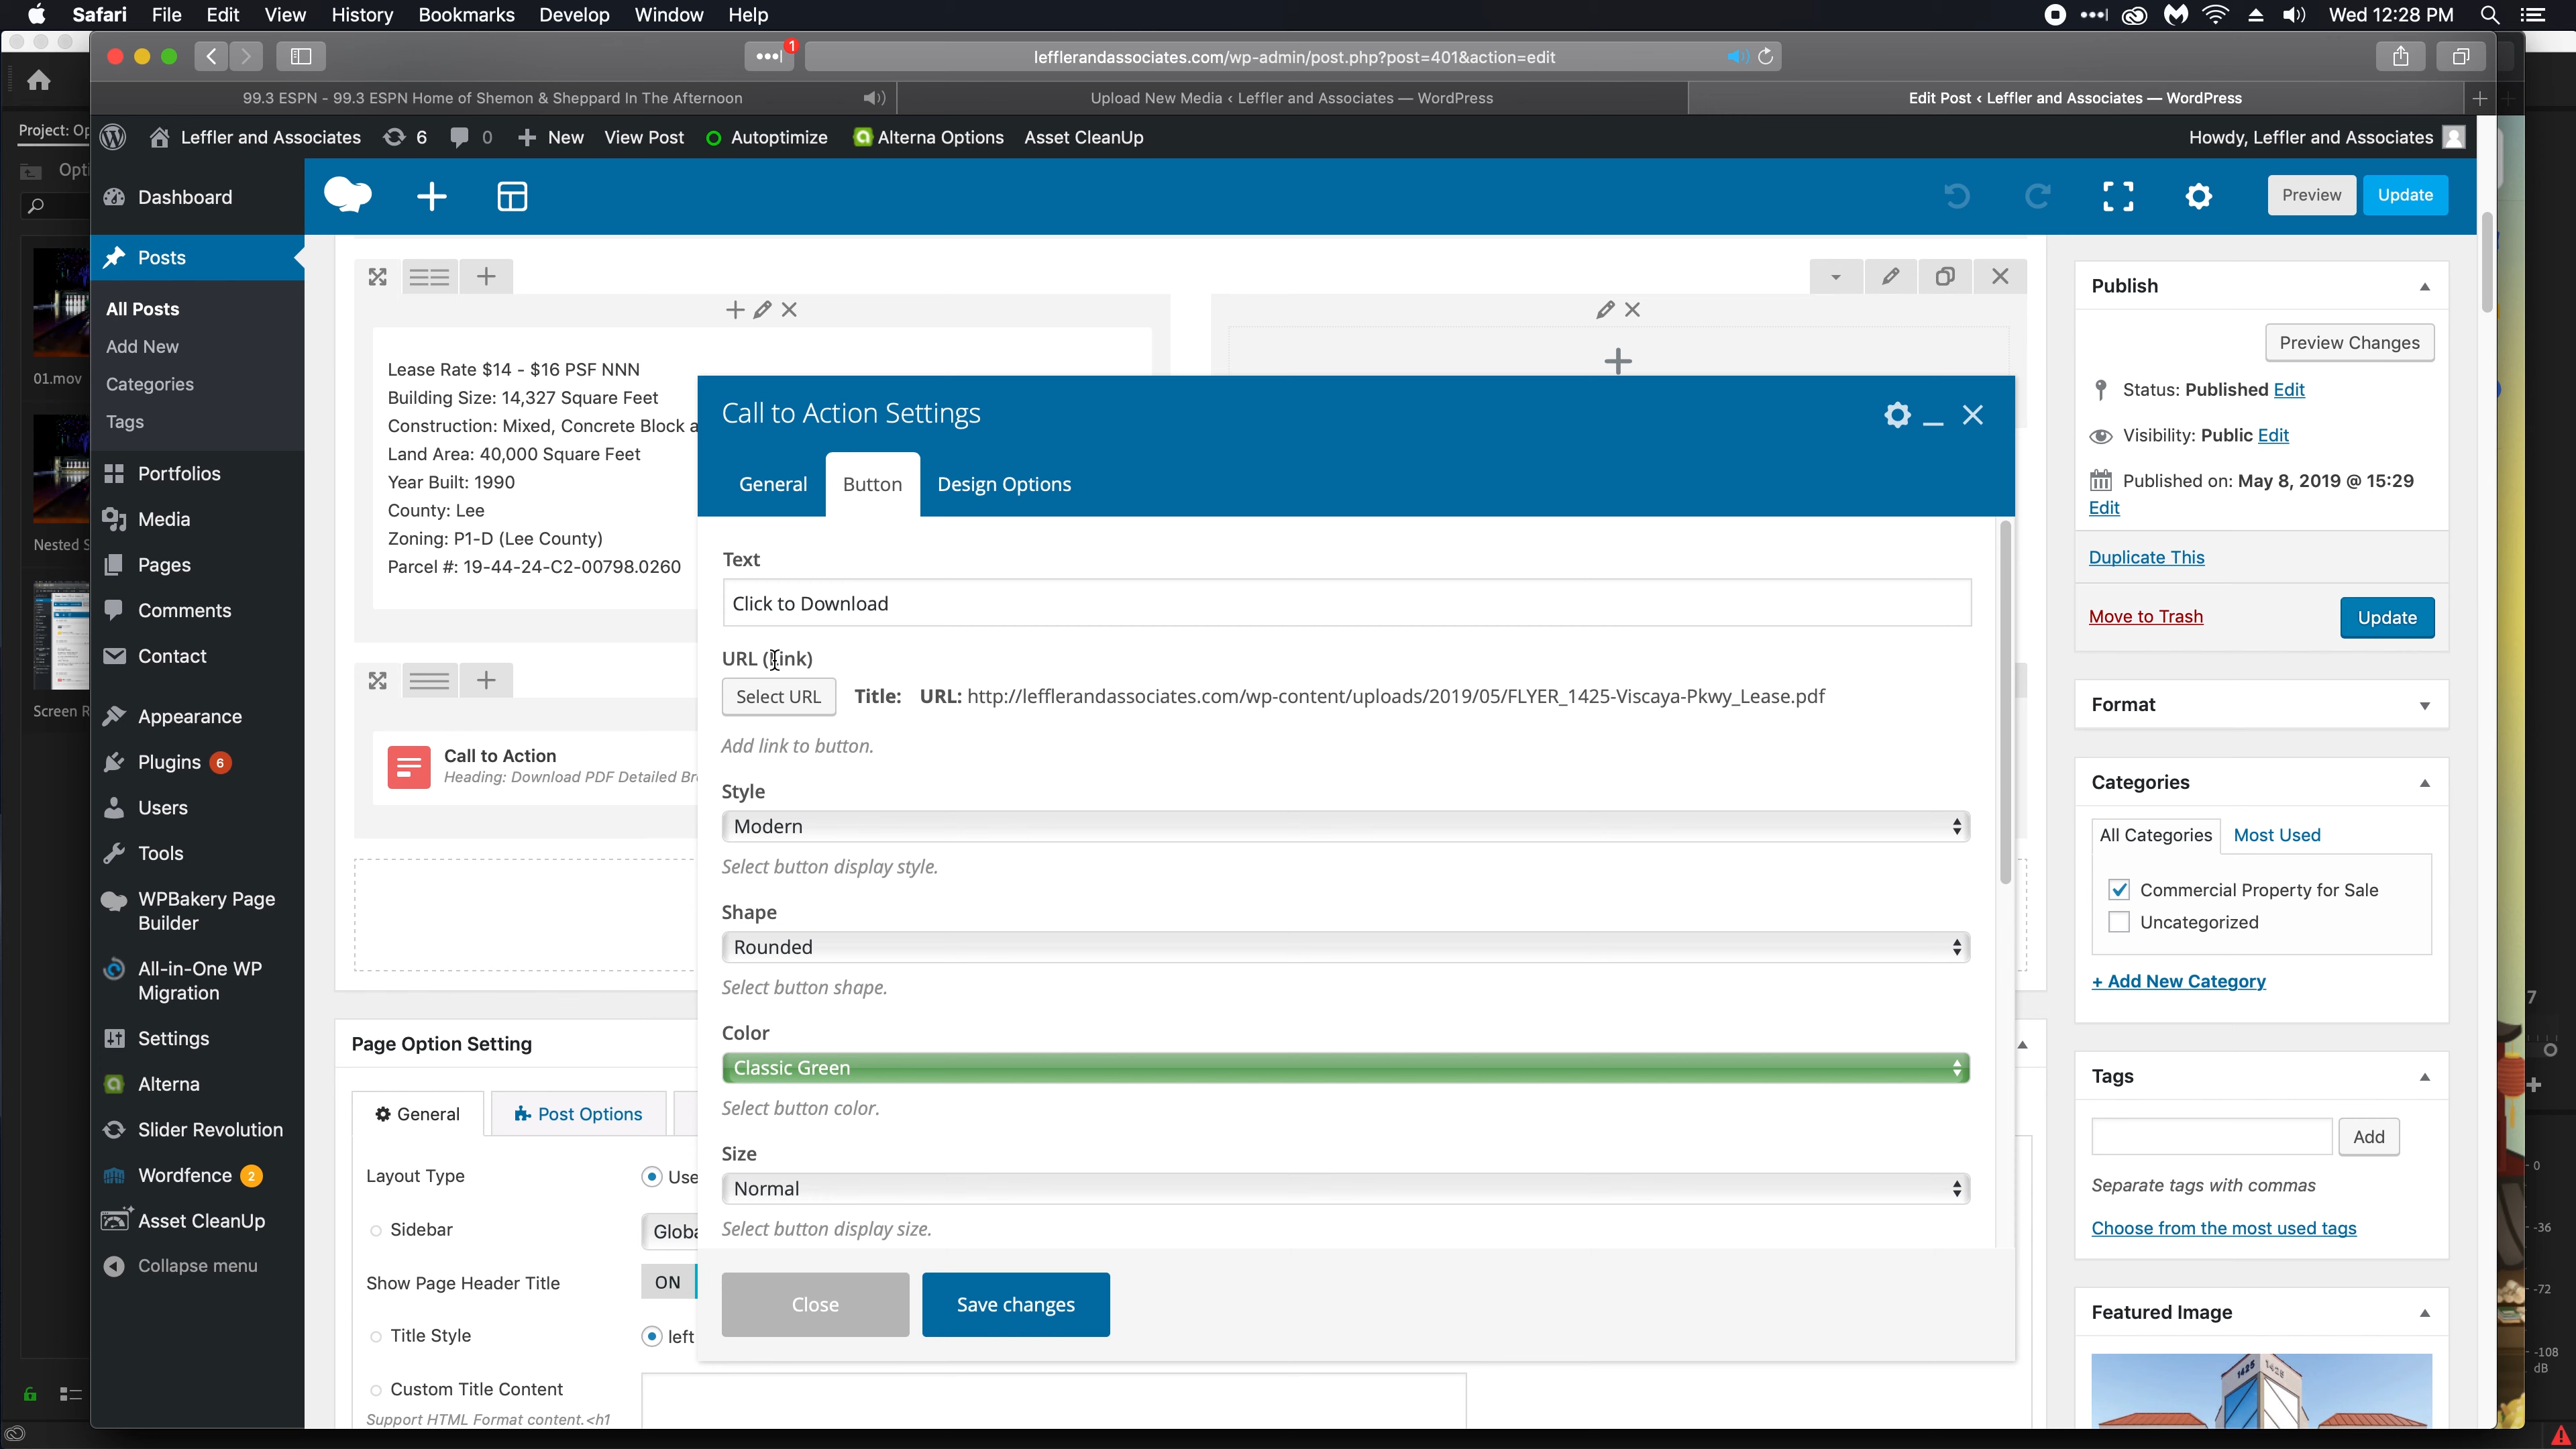 Safari File Edit View History Bookmarks Develop Window Help
Wed 12:28 PM
1
lefflerandassociates.com/wp-admin/post.php?post=401&action=edit
99.3 ESPN - 99.3 ESPN Home of Shemon & Sheppard In The Afternoon
Upload New Media ‹ Leffler and Associates — WordPress
Edit Post ‹ Leffler and Associates — WordPress
Project: Op
Leffler and Associates 6 0 New View Post Autoptimize Alterna Options Asset CleanUp
Howdy, Leffler and Associates
Opti
Dashboard
Preview Update
Posts
All Posts
Add New
Categories
Tags
Portfolios
Media
Pages
Comments
Contact
Appearance
Plugins 6
Users
Tools
WPBakery Page
Builder
All-in-One WP
Migration
Settings
Alterna
Slider Revolution
Wordfence 2
Asset CleanUp
Collapse menu
01.mov
Nested S
Screen R
Lease Rate $14 - $16 PSF NNN
Building Size: 14,327 Square Feet
Construction: Mixed, Concrete Block a
Land Area: 40,000 Square Feet
Year Built: 1990
County: Lee
Zoning: P1-D (Lee County)
Parcel #: 19-44-24-C2-00798.0260
Call to Action
Heading: Download PDF Detailed Br
Page Option Setting
General Post Options
Layout Type Use
Sidebar Globa
Show Page Header Title ON
Title Style left
Custom Title Content
Support HTML Format content.<h1
Call to Action Settings
General Button Design Options
Text
Click to Download
URL (Link)
Select URL Title: URL: http://lefflerandassociates.com/wp-content/uploads/2019/05/FLYER_1425-Viscaya-Pkwy_Lease.pdf
Add link to button.
Style
Modern
Select button display style.
Shape
Rounded
Select button shape.
Color
Classic Green
Select button color.
Size
Normal
Select button display size.
Close Save changes
Publish
Preview Changes
Status: Published Edit
Visibility: Public Edit
Published on: May 8, 2019 @ 15:29
Edit
Duplicate This
Move to Trash Update
Format
Categories
All Categories Most Used
Commercial Property for Sale
Uncategorized
+ Add New Category
Tags
Add
Separate tags with commas
Choose from the most used tags
Featured Image
1425 1428
7
0
-36
-72
-108
dB